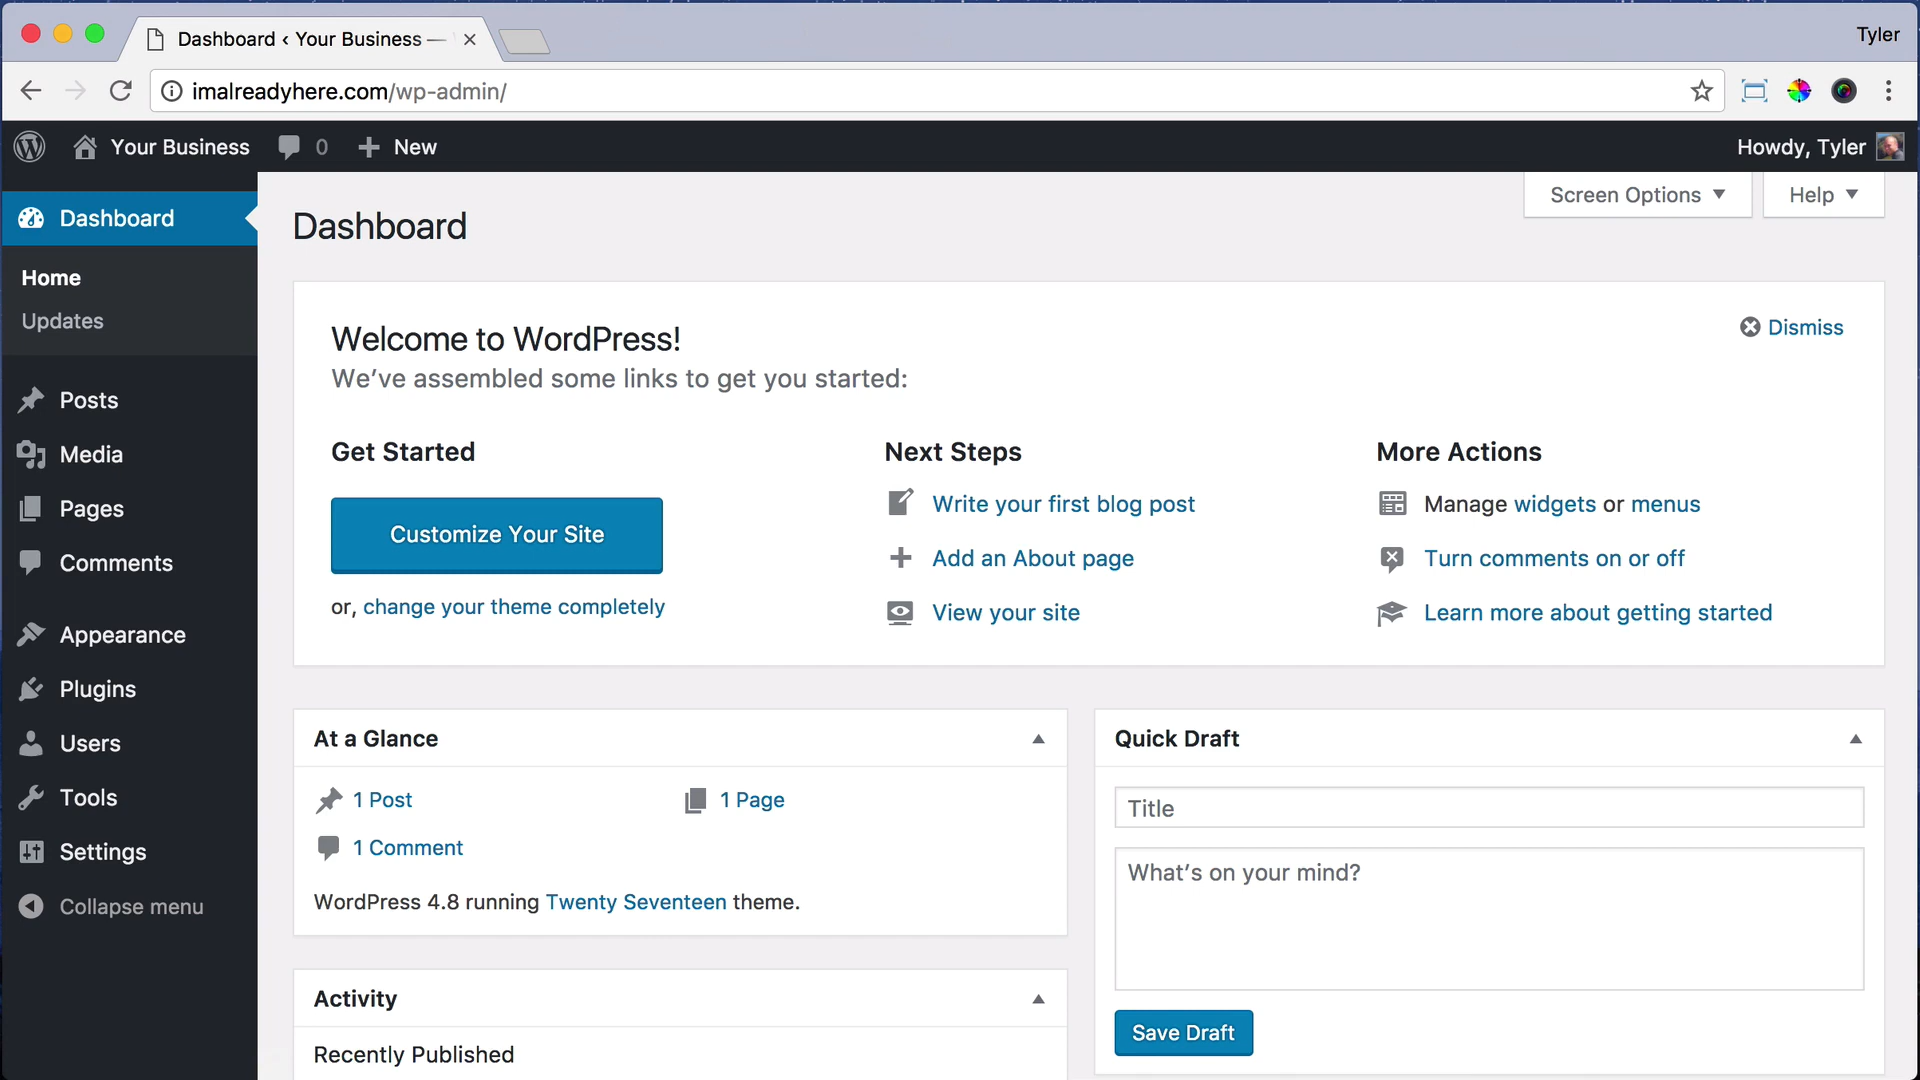 Dashboard ‹ Your Business —
Tyler
imalreadyhere.com/wp-admin/
Your Business
0
New
Howdy, Tyler
Dashboard
Home
Updates
Posts
Media
Pages
Comments
Appearance
Plugins
Users
Tools
Settings
Collapse menu
Screen Options
Help
Dashboard
Welcome to WordPress!
We’ve assembled some links to get you started:
Dismiss
Get Started
Customize Your Site
or, change your theme completely
Next Steps
Write your first blog post
Add an About page
View your site
More Actions
Manage widgets or menus
Turn comments on or off
Learn more about getting started
At a Glance
1 Post
1 Page
1 Comment
WordPress 4.8 running Twenty Seventeen theme.
Activity
Recently Published
Quick Draft
Title
What’s on your mind?
Save Draft